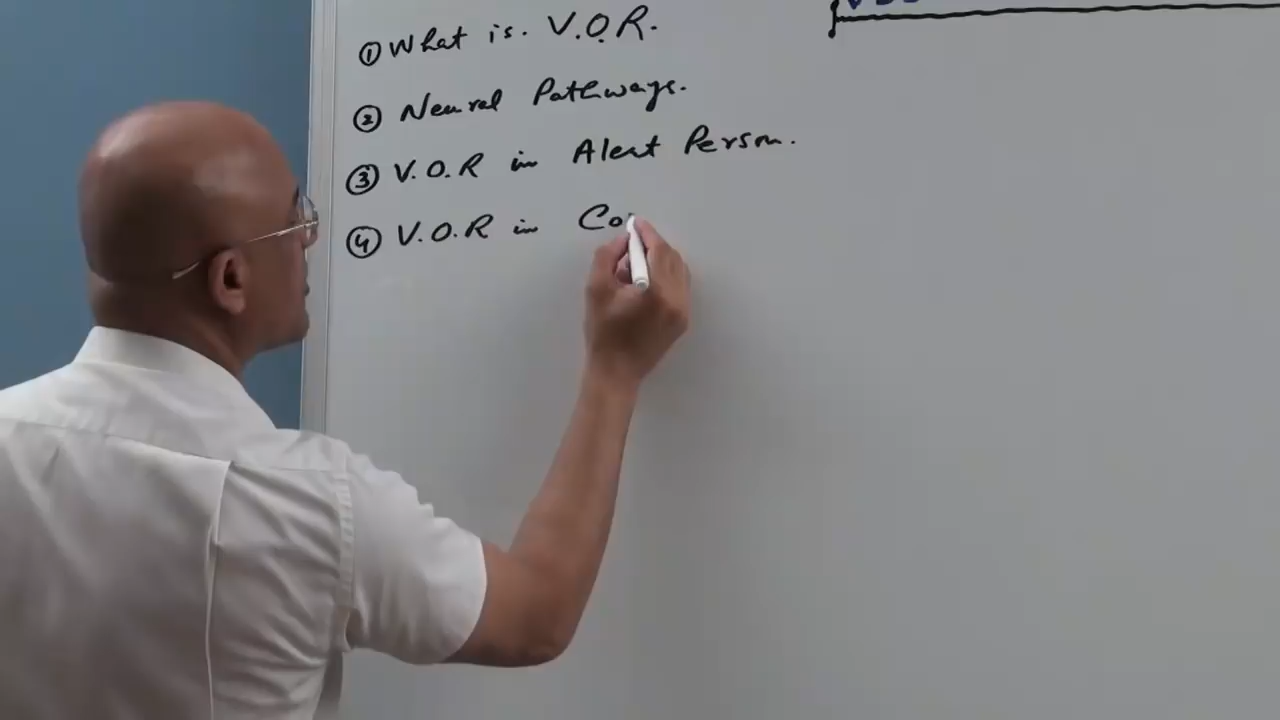 ① What is. V.O.R.
② Neural Pathways.
③ V.O.R in Alert Person.
④ V.O.R in Co